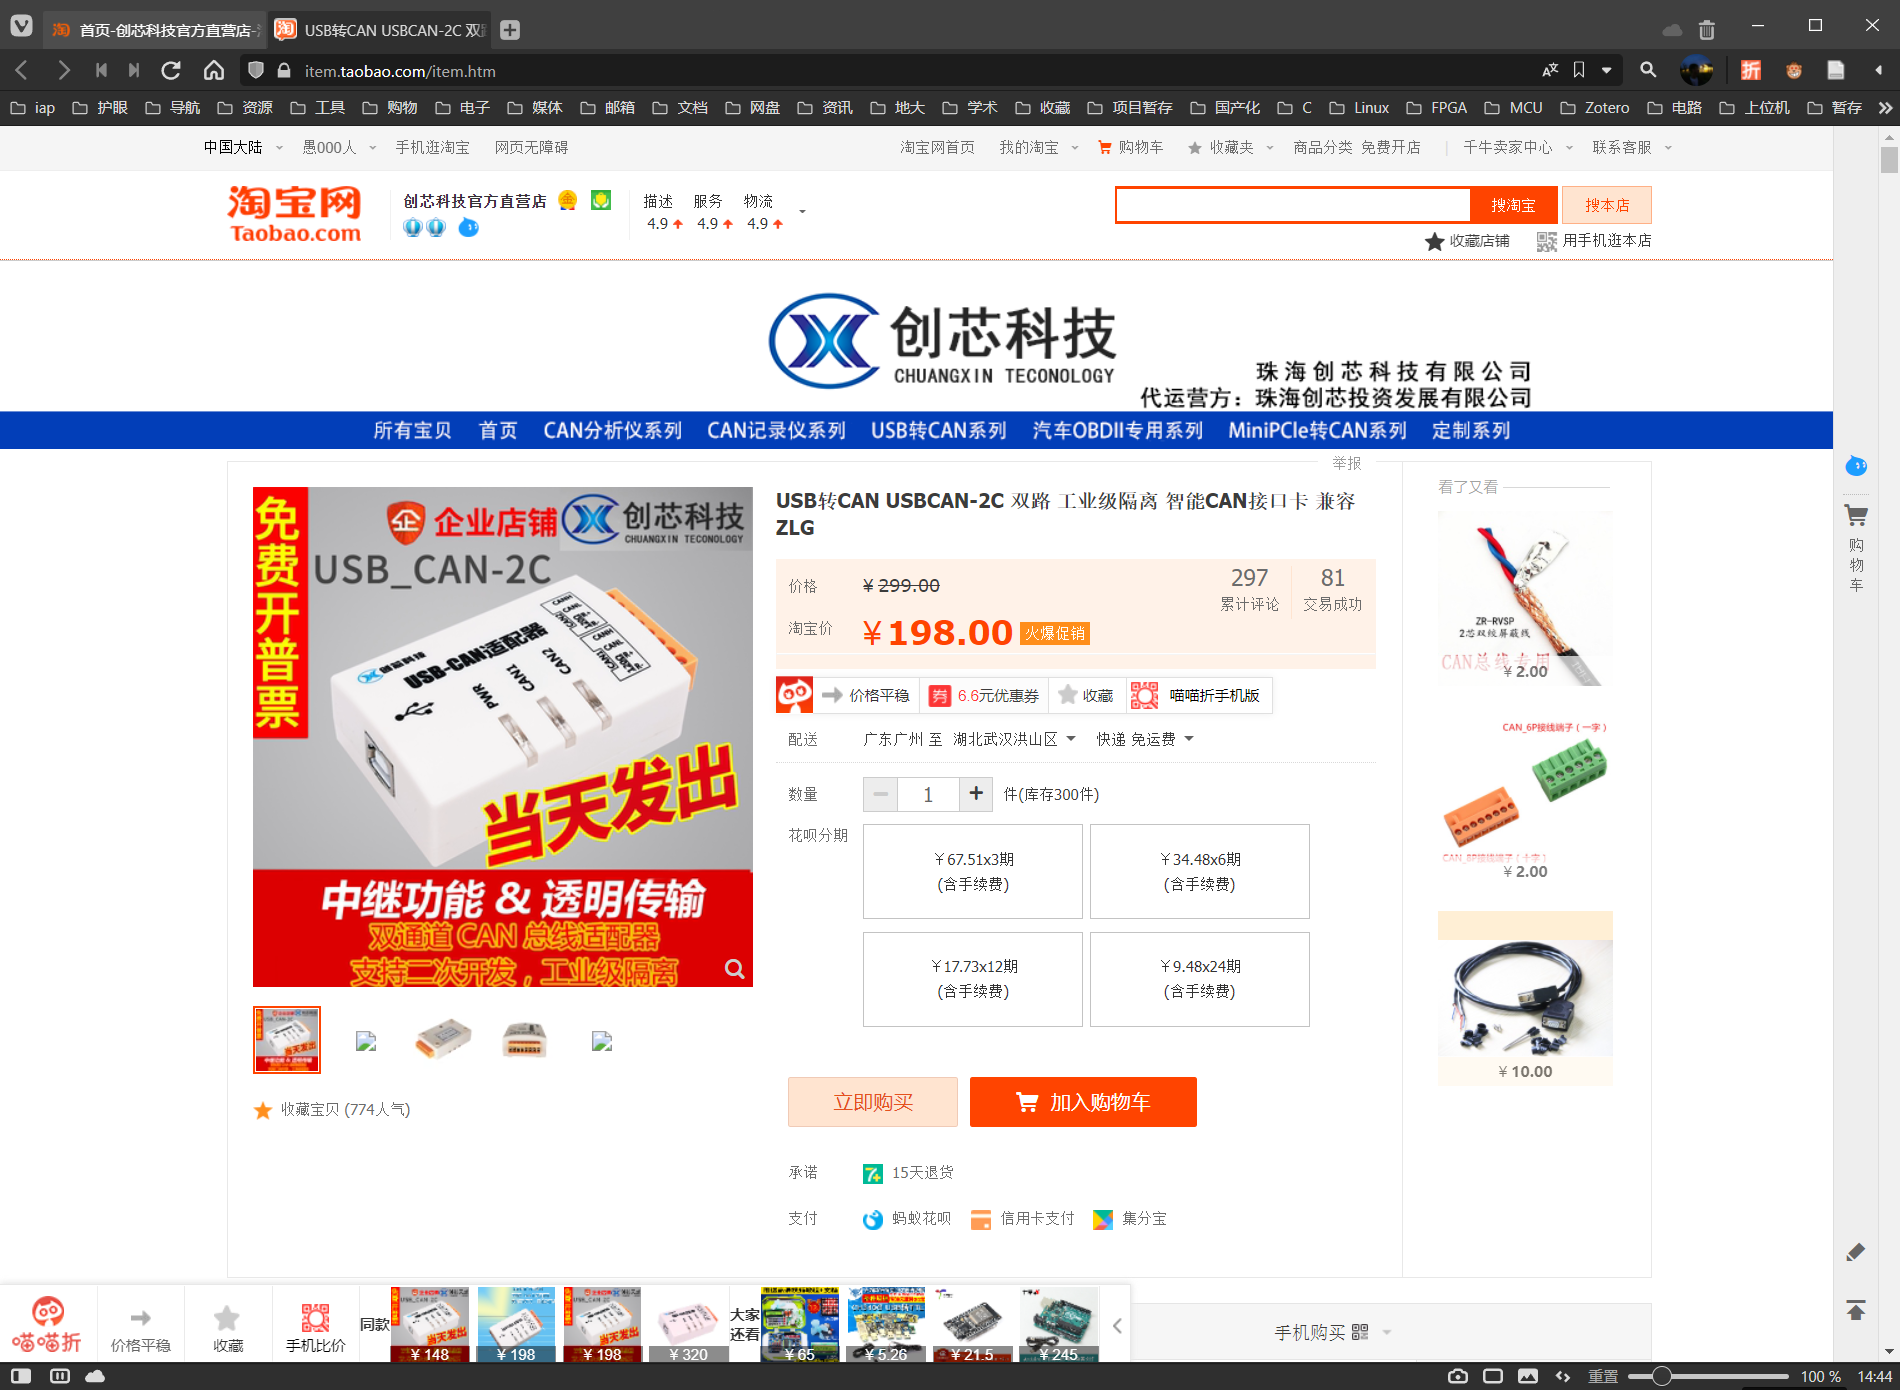 首页-创芯科技官方直营店-
USB转CAN USBCAN-2C 双
item.taobao.com/item.htm
iap 护眼 导航 资源 工具 购物 电子 媒体 邮箱 文档 网盘 资讯 地大 学术 收藏 项目暂存 国产化 C Linux FPGA MCU Zotero 电路 上位机 暂存
中国大陆 愚000人 手机逛淘宝 网页无障碍 淘宝网首页 我的淘宝 购物车 收藏夹 商品分类 免费开店 千牛卖家中心 联系客服
淘宝网
Taobao.com
创芯科技官方直营店
描述 服务 物流
4.9 4.9 4.9
搜淘宝 搜本店
收藏店铺 用手机逛本店
创芯科技
CHUANGXIN TECONOLOGY
珠海创芯科技有限公司
代运营方：珠海创芯投资发展有限公司
所有宝贝 首页 CAN分析仪系列 CAN记录仪系列 USB转CAN系列 汽车OBDII专用系列 MiniPCIe转CAN系列 定制系列
举报
免费开普票
企 企业店铺
创芯科技
CHUANGXIN TECONOLOGY
USB_CAN-2C
创芯科技
USB-CAN适配器
PWR CAN1 CAN2
当天发出
中继功能 & 透明传输
双通道 CAN 总线适配器
支持二次开发，工业级隔离
收藏宝贝 (774人气)
USB转CAN USBCAN-2C 双路 工业级隔离 智能CAN接口卡 兼容
ZLG
价格 ¥ 299.00
297 81
累计评论 交易成功
淘宝价 ¥198.00 火爆促销
价格平稳 券 6.6元优惠券 收藏 喵喵折手机版
配送 广东广州 至 湖北武汉洪山区 快递 免运费
数量 1 件(库存300件)
花呗分期
¥67.51x3期
(含手续费)
¥34.48x6期
(含手续费)
¥17.73x12期
(含手续费)
¥9.48x24期
(含手续费)
立即购买 加入购物车
承诺 7+ 15天退货
支付 蚂蚁花呗 信用卡支付 集分宝
看了又看
ZR-RVSP
2芯双绞屏蔽线
CAN总线专用
¥ 2.00
CAN_6P接线端子（一字）
CAN_8P接线端子（十字）
¥ 2.00
¥ 10.00
购物车
喵喵折 价格平稳 收藏 手机比价
同款 ¥ 148 ¥ 198 ¥ 198 ¥ 320
大家还看 ¥ 65 ¥ 5.26 ¥ 21.5 ¥ 245
手机购买
重置 100 % 14:44